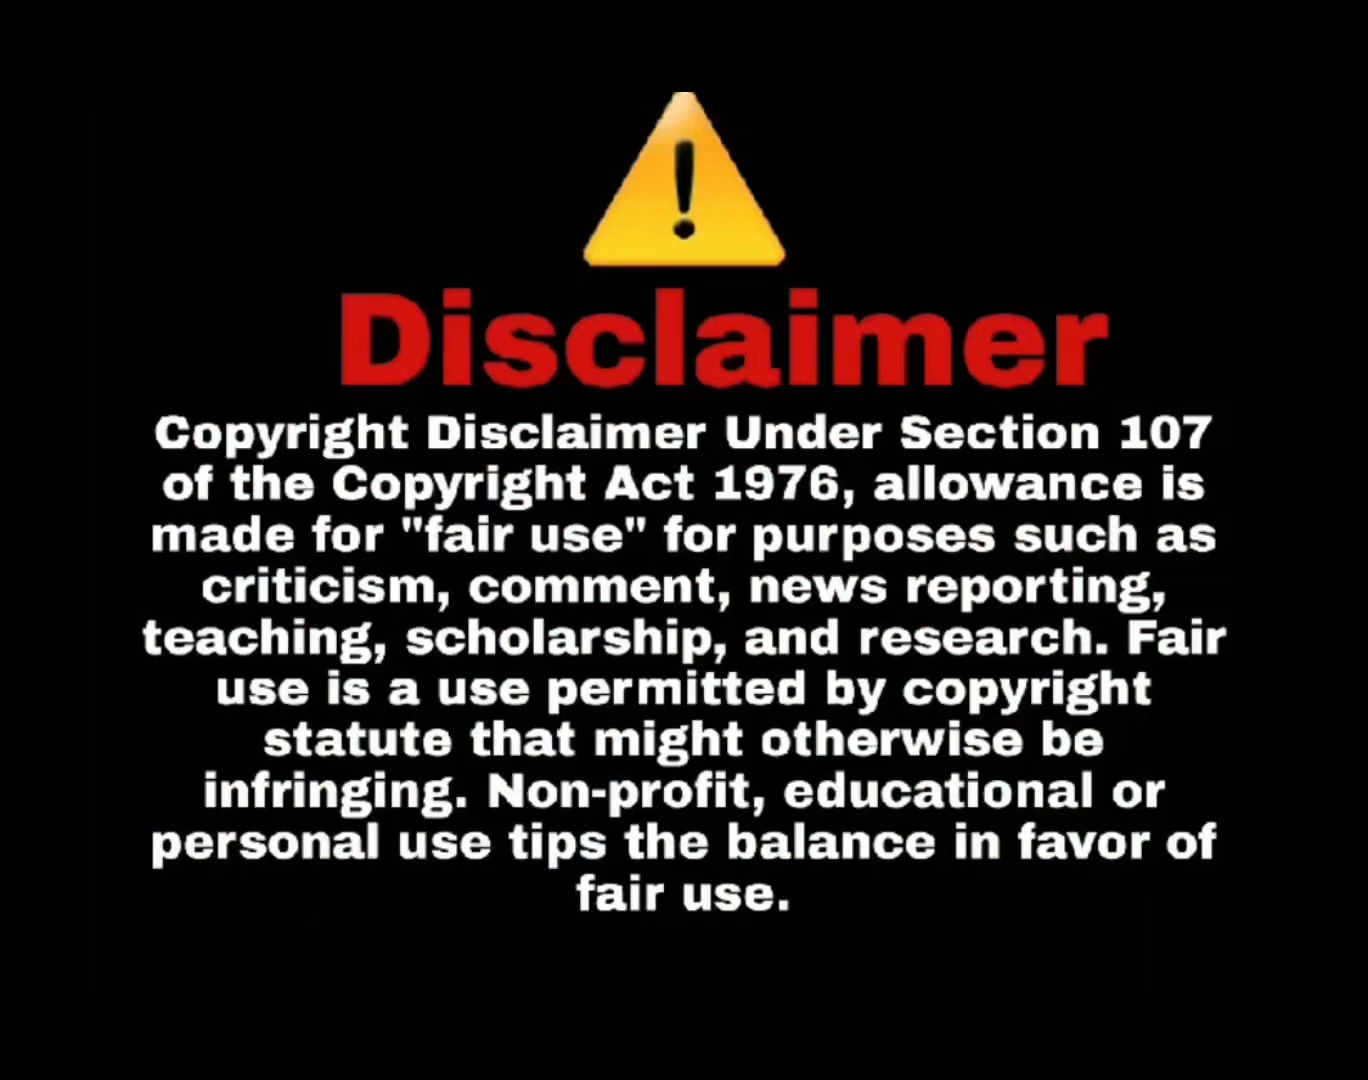 Disclaimer
Copyright Disclaimer Under Section 107
of the Copyright Act 1976, allowance is
made for "fair use" for purposes such as
criticism, comment, news reporting,
teaching, scholarship, and research. Fair
use is a use permitted by copyright
statute that might otherwise be
infringing. Non-profit, educational or
personal use tips the balance in favor of
fair use.